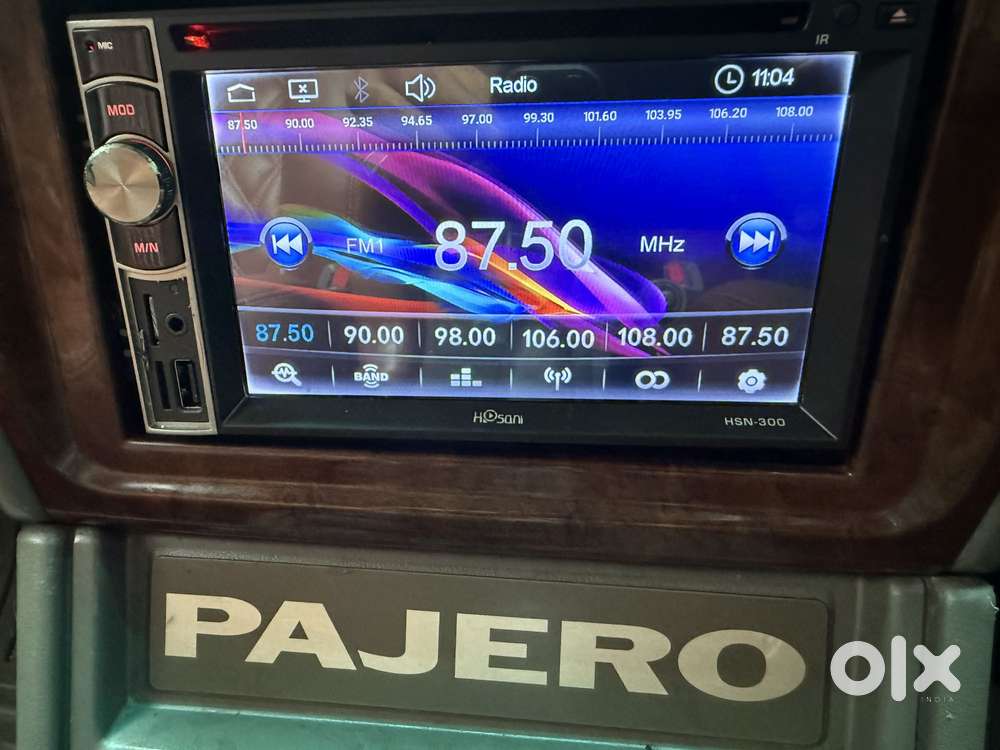 MIC
IR
MOD
Radio
11:04
87.50 90.00 92.35 94.65 97.00 99.30 101.60 103.95 106.20 108.00
M/N
FM1 87.50 MHz
87.50 90.00 98.00 106.00 108.00 87.50
BAND
Hosani
HSN-300
PAJERO
olx
INDIA